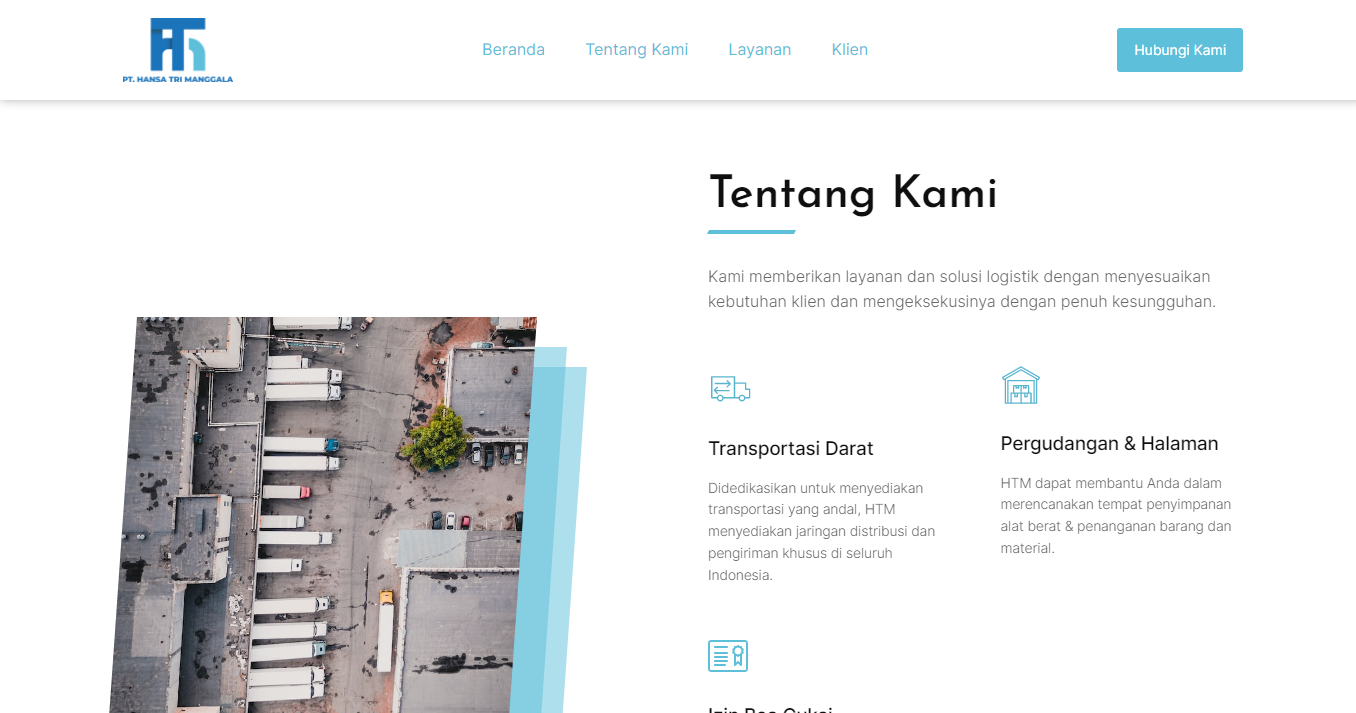 PT. HANSA TRI MANGGALA
Beranda
Tentang Kami
Layanan
Klien
Hubungi Kami
Tentang Kami
Kami memberikan layanan dan solusi logistik dengan menyesuaikan
kebutuhan klien dan mengeksekusinya dengan penuh kesungguhan.
Transportasi Darat
Didedikasikan untuk menyediakan
transportasi yang andal, HTM
menyediakan jaringan distribusi dan
pengiriman khusus di seluruh
Indonesia.
Pergudangan & Halaman
HTM dapat membantu Anda dalam
merencanakan tempat penyimpanan
alat berat & penanganan barang dan
material.
Izin Bea Cukai